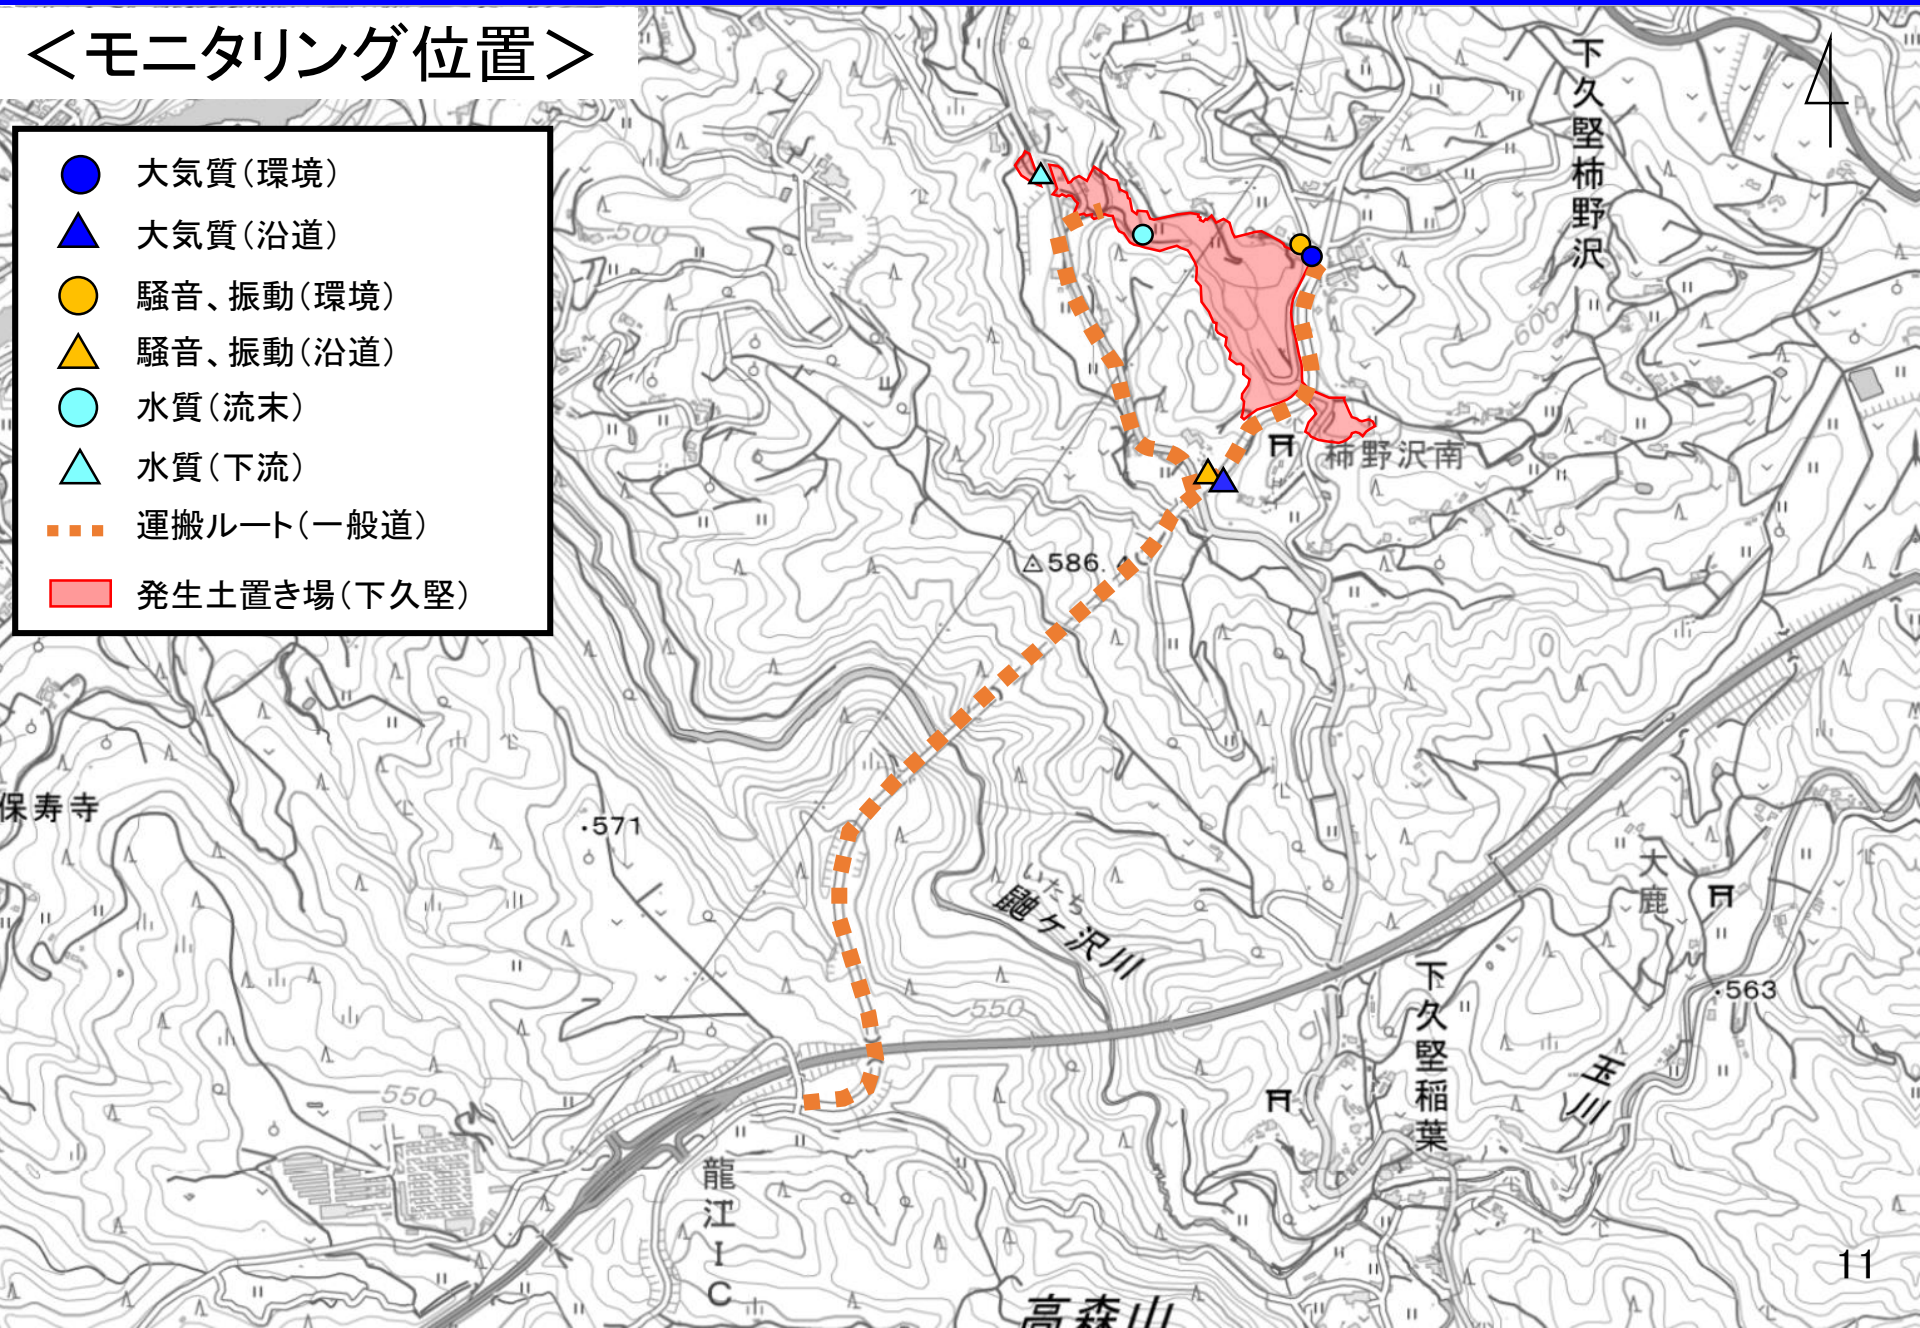 ＜モニタリング位置＞
大気質（環境）
大気質（沿道）
騒音、振動（環境）
騒音、振動（沿道）
水質（流末）
水質（下流）
運搬ルート（一般道）
発生土置き場（下久堅）
下久堅柿野沢
500
600
柿野沢南
586.
保寿寺
571
いたち
鼬ヶ沢川
大鹿
550
563
下久堅稲葉
玉川
550
龍江IC
高森山
11